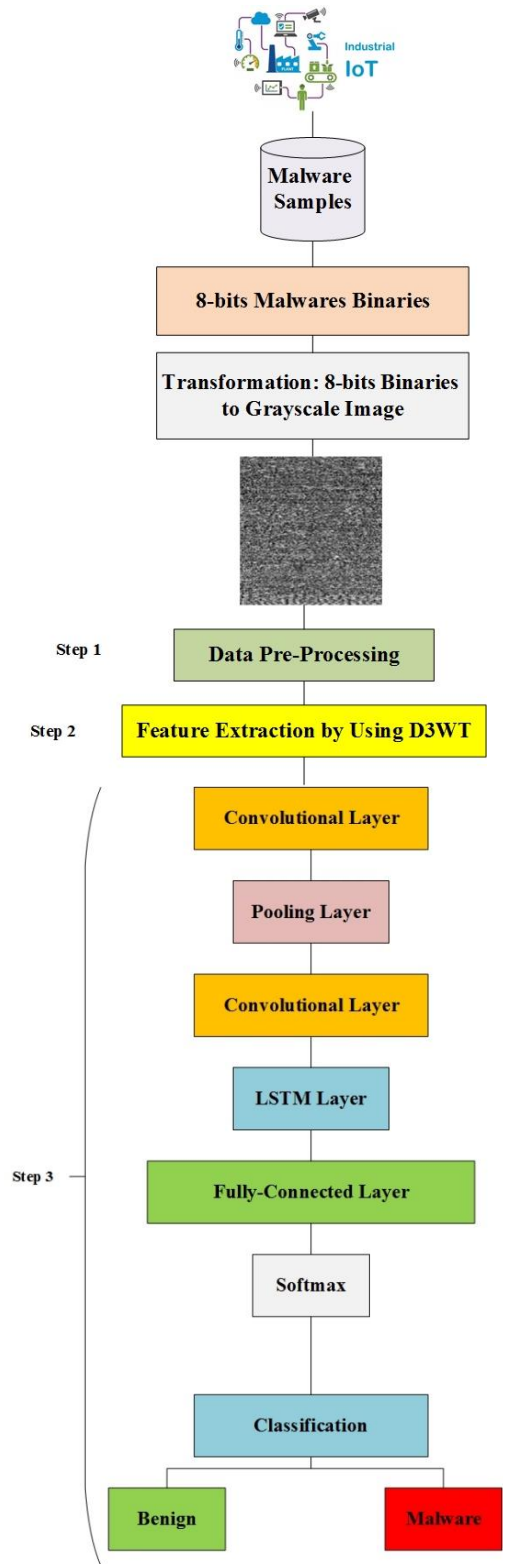 Industrial
IoT
PLANT
Malware
Samples
8-bits Malwares Binaries
Transformation: 8-bits Binaries
to Grayscale Image
Step 1
Data Pre-Processing
Step 2
Feature Extraction by Using D3WT
Convolutional Layer
Pooling Layer
Convolutional Layer
LSTM Layer
Step 3
Fully-Connected Layer
Softmax
Classification
Benign
Malware